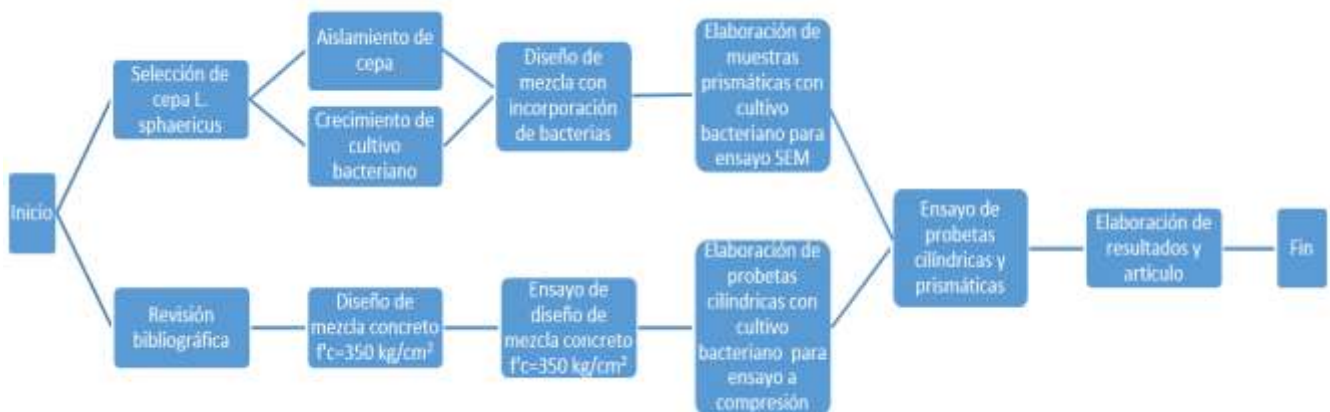 Inicio
Selección de
cepa L.
sphaericus
Aislamiento de
cepa
Crecimiento de
cultivo
bacteriano
Diseño de
mezcla con
incorporación
de bacterias
Elaboración de
muestras
prismáticas con
cultivo
bacteriano para
ensayo SEM
Revisión
bibliográfica
Diseño de
mezcla concreto
f'c=350 kg/cm²
Ensayo de
diseño de
mezcla concreto
f'c=350 kg/cm²
Elaboración de
probetas
cilíndricas con
cultivo
bacteriano para
ensayo a
compresión
Ensayo de
probetas
cilíndricas y
prismáticas
Elaboración de
resultados y
artículo
Fin